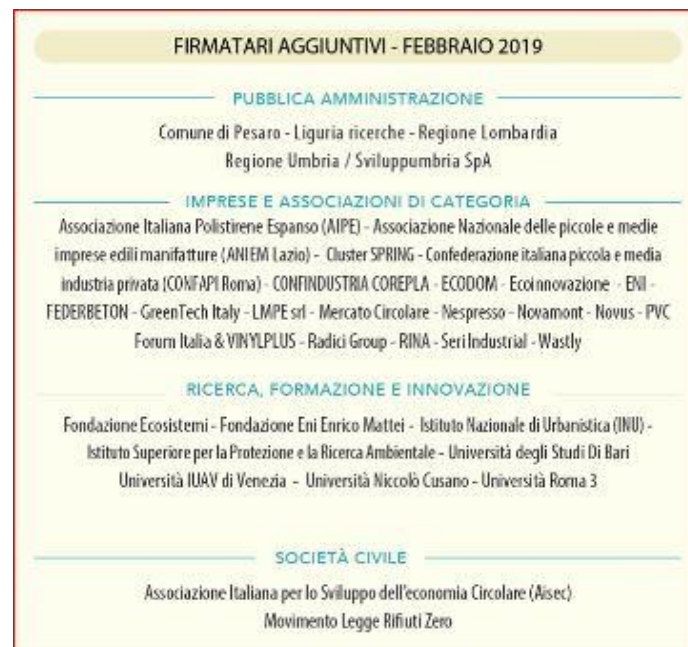 FIRMATARI AGGIUNTIVI - FEBBRAIO 2019
PUBBLICA AMMINISTRAZIONE
Comune di Pesaro - Liguria ricerche - Regione Lombardia
Regione Umbria / Sviluppumbria SpA
IMPRESE E ASSOCIAZIONI DI CATEGORIA
Associazione Italiana Polistirene Espanso (AIPE) - Associazione Nazionale delle piccole e medie
imprese edili manifatture (ANIEM Lazio) - Cluster SPRING - Confederazione italiana piccola e media
industria privata (CONFAPI Roma) - CONFINDUSTRIA COREPLA - ECODOM - Ecoinnovazione - ENI -
FEDERBETON - GreenTech Italy - LMPE srl - Mercato Circolare - Nespresso - Novamont - Novus - PVC
Forum Italia & VINYLPLUS - Radici Group - RINA - Seri Industrial - Wastly
RICERCA, FORMAZIONE E INNOVAZIONE
Fondazione Ecosistemi - Fondazione Eni Enrico Mattei - Istituto Nazionale di Urbanistica (INU) -
Istituto Superiore per la Protezione e la Ricerca Ambientale - Università degli Studi Di Bari
Università IUAV di Venezia - Università Niccolò Cusano - Università Roma 3
SOCIETÀ CIVILE
Associazione Italiana per lo Sviluppo dell'economia Circolare (Aisec)
Movimento Legge Rifiuti Zero